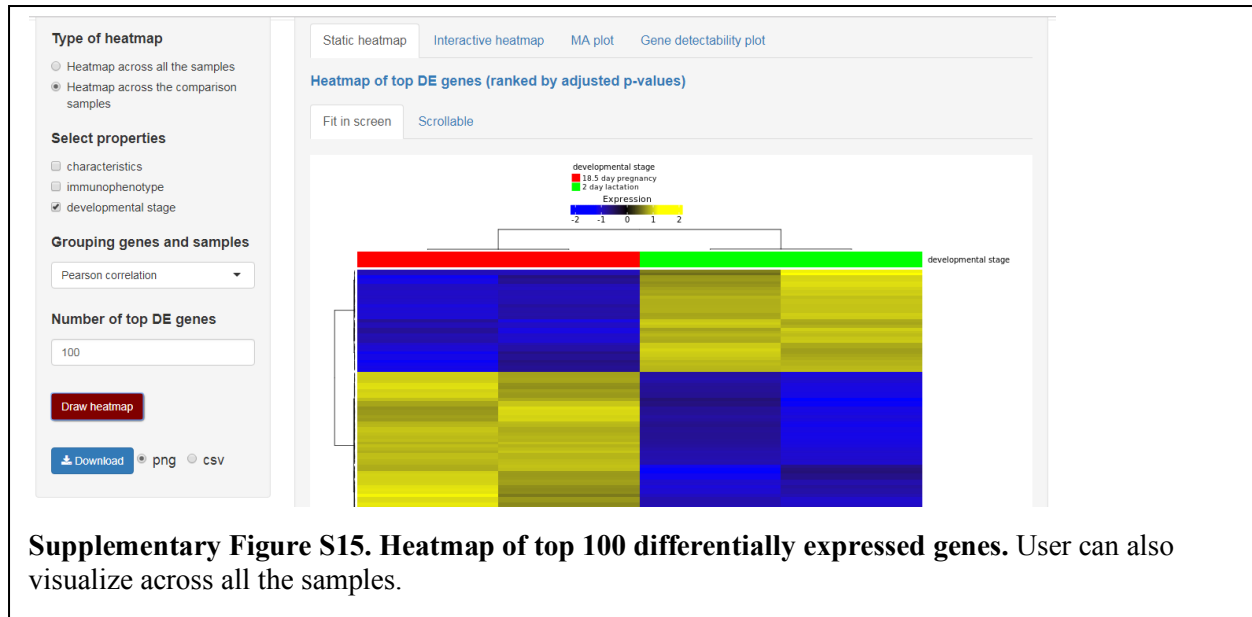 Type of heatmap
Heatmap across all the samples
Heatmap across the comparison
samples
Select properties
characteristics
immunophenotype
developmental stage
Grouping genes and samples
Pearson correlation
Number of top DE genes
100
Draw heatmap
Download png csv
Static heatmap Interactive heatmap MA plot Gene detectability plot
Heatmap of top DE genes (ranked by adjusted p-values)
Fit in screen Scrollable
developmental stage
18.5 day pregnancy
2 day lactation
Expression
-2 -1 0 1 2
developmental stage
Supplementary Figure S15. Heatmap of top 100 differentially expressed genes. User can also
visualize across all the samples.